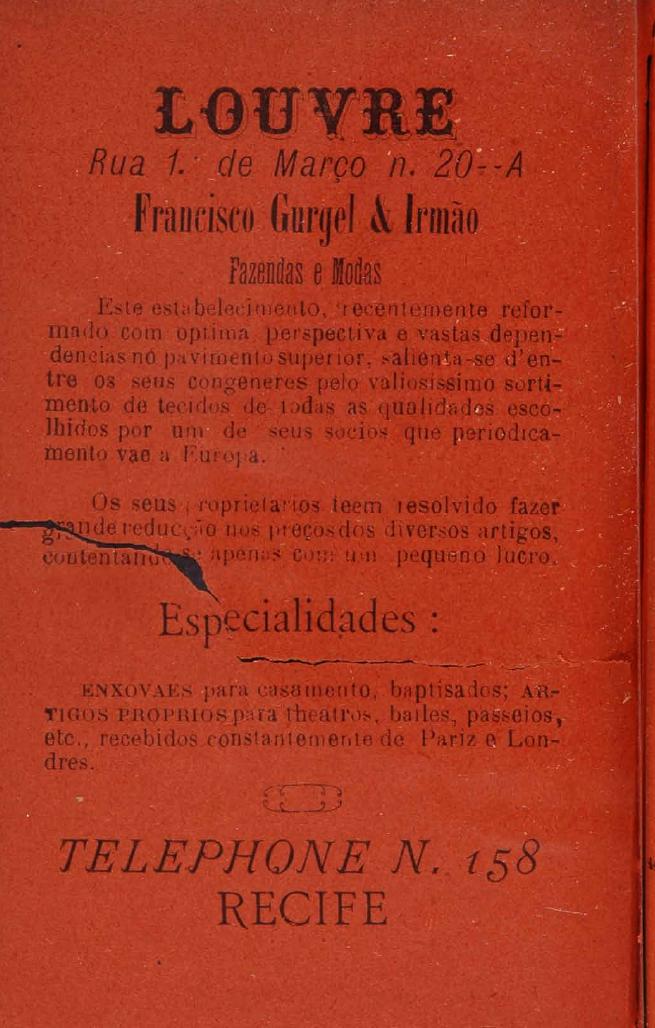 LOUVRE
Rua 1.º de Março n. 20--A
Francisco Gurgel & Irmão
Fazendas e Modas
Este estabelecimento, recentemente refor-
mado com optima perspectiva e vastas depen-
dencias no pavimento superior, salienta-se d'en-
tre os seus congeneres pelo valiosissimo sorti-
mento de tecidos de todas as qualidades esco-
lhidos por um de seus socios que periodica-
mento vae a Europa.
Os seus proprietarios teem resolvido fazer
grande reducção nos preços dos diversos artigos,
contentando-se apenas com um pequeno lucro.
Especialidades :
ENXOVAES para casamento, baptisados; AR-
TIGOS PROPRIOS para theatros, bailes, passeios,
etc., recebidos constantemente de Pariz e Lon-
dres.
TELEPHONE N. 158
RECIFE